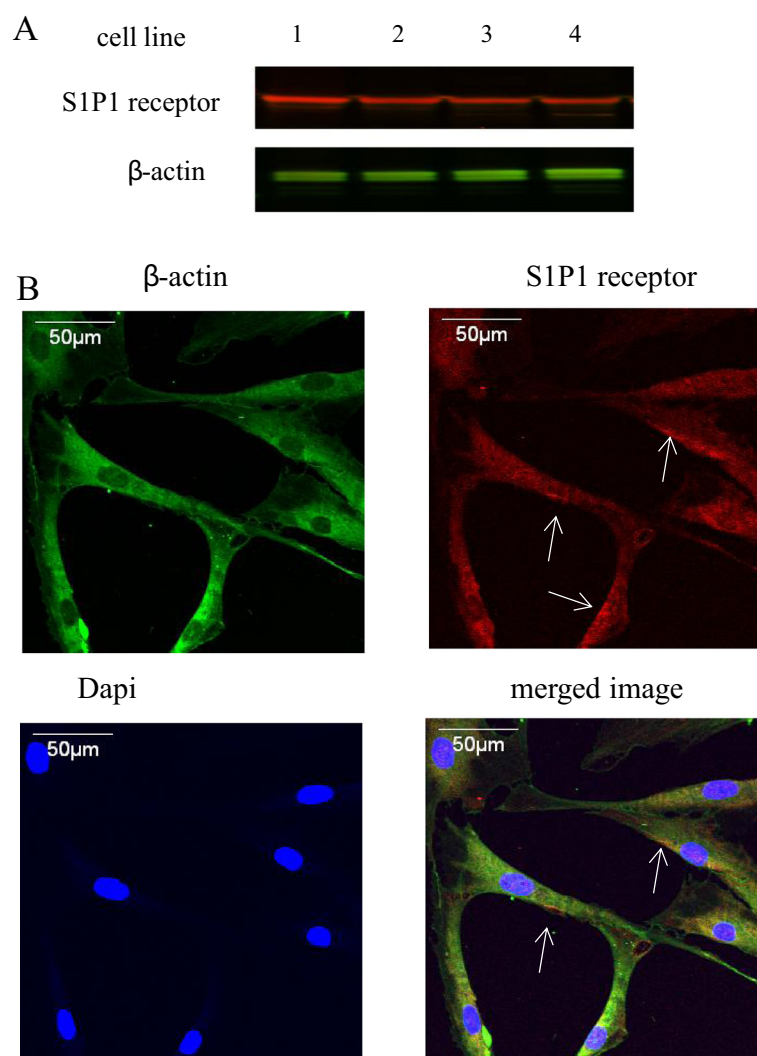 A
cell line 1 2 3 4
S1P1 receptor
β-actin
B
β-actin S1P1 receptor
50µm 50µm
Dapi merged image
50µm 50µm